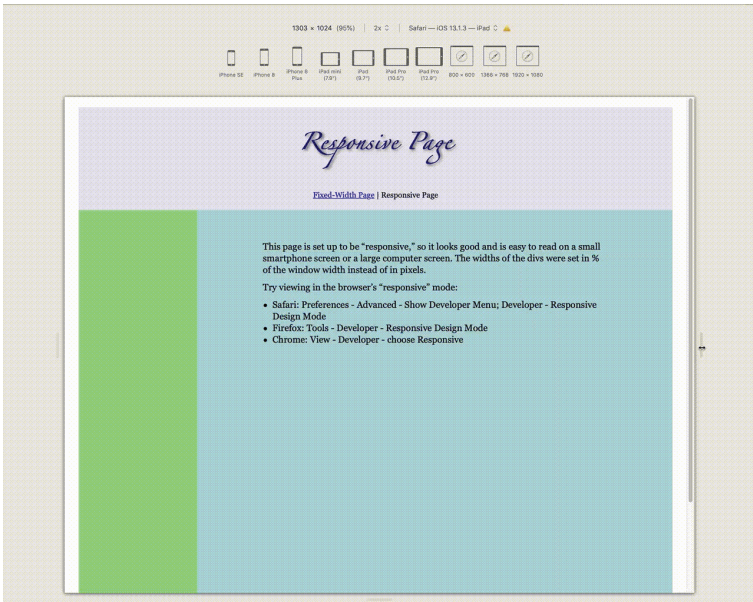 1303 × 1024 (96%) | 2x | Safari — iOS 13.1.3 — iPad
iPhone SE iPhone 8 iPhone 8 Plus iPad mini (7.9") iPad (9.7") iPad Pro (10.5") iPad Pro (12.9") 800 × 600 1366 × 768 1920 × 1080
Responsive Page
Fixed-Width Page | Responsive Page
This page is set up to be “responsive,” so it looks good and is easy to read on a small
smartphone screen or a large computer screen. The widths of the divs were set in %
of the window width instead of in pixels.
Try viewing in the browser’s “responsive” mode:
• Safari: Preferences - Advanced - Show Developer Menu; Developer - Responsive
Design Mode
• Firefox: Tools - Developer - Responsive Design Mode
• Chrome: View - Developer - choose Responsive